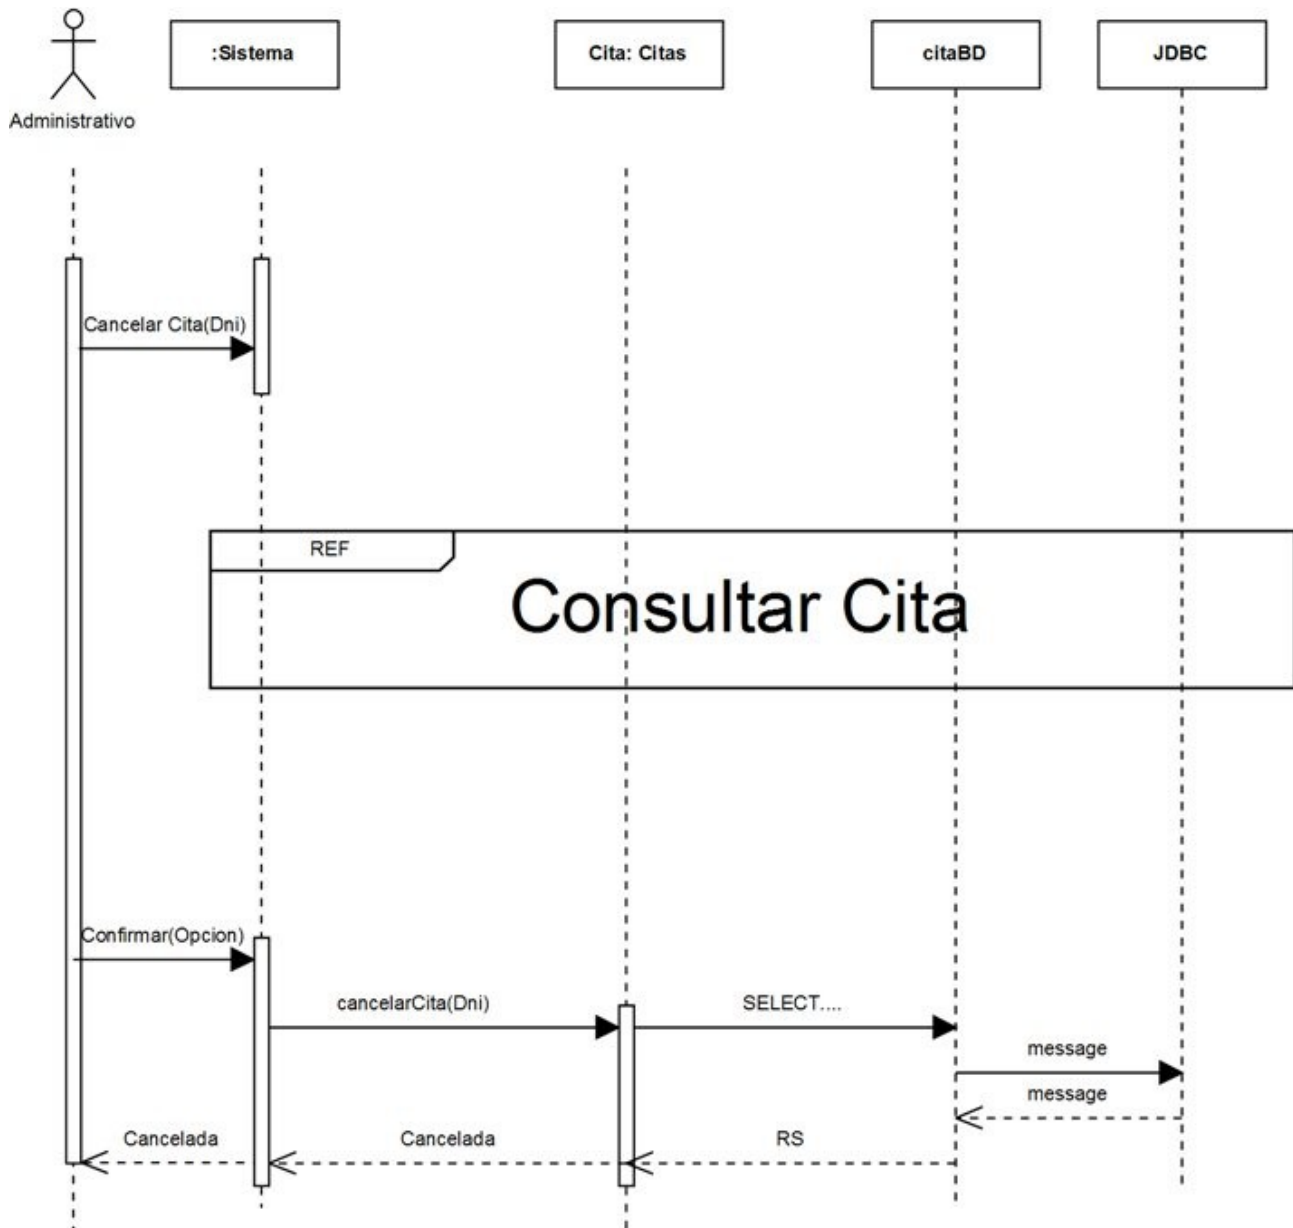 :Sistema
Cita: Citas
citaBD
JDBC
Administrativo
Cancelar Cita(Dni)
REF
Consultar Cita
Confirmar(Opcion)
cancelarCita(Dni)
SELECT....
message
message
Cancelada
Cancelada
RS